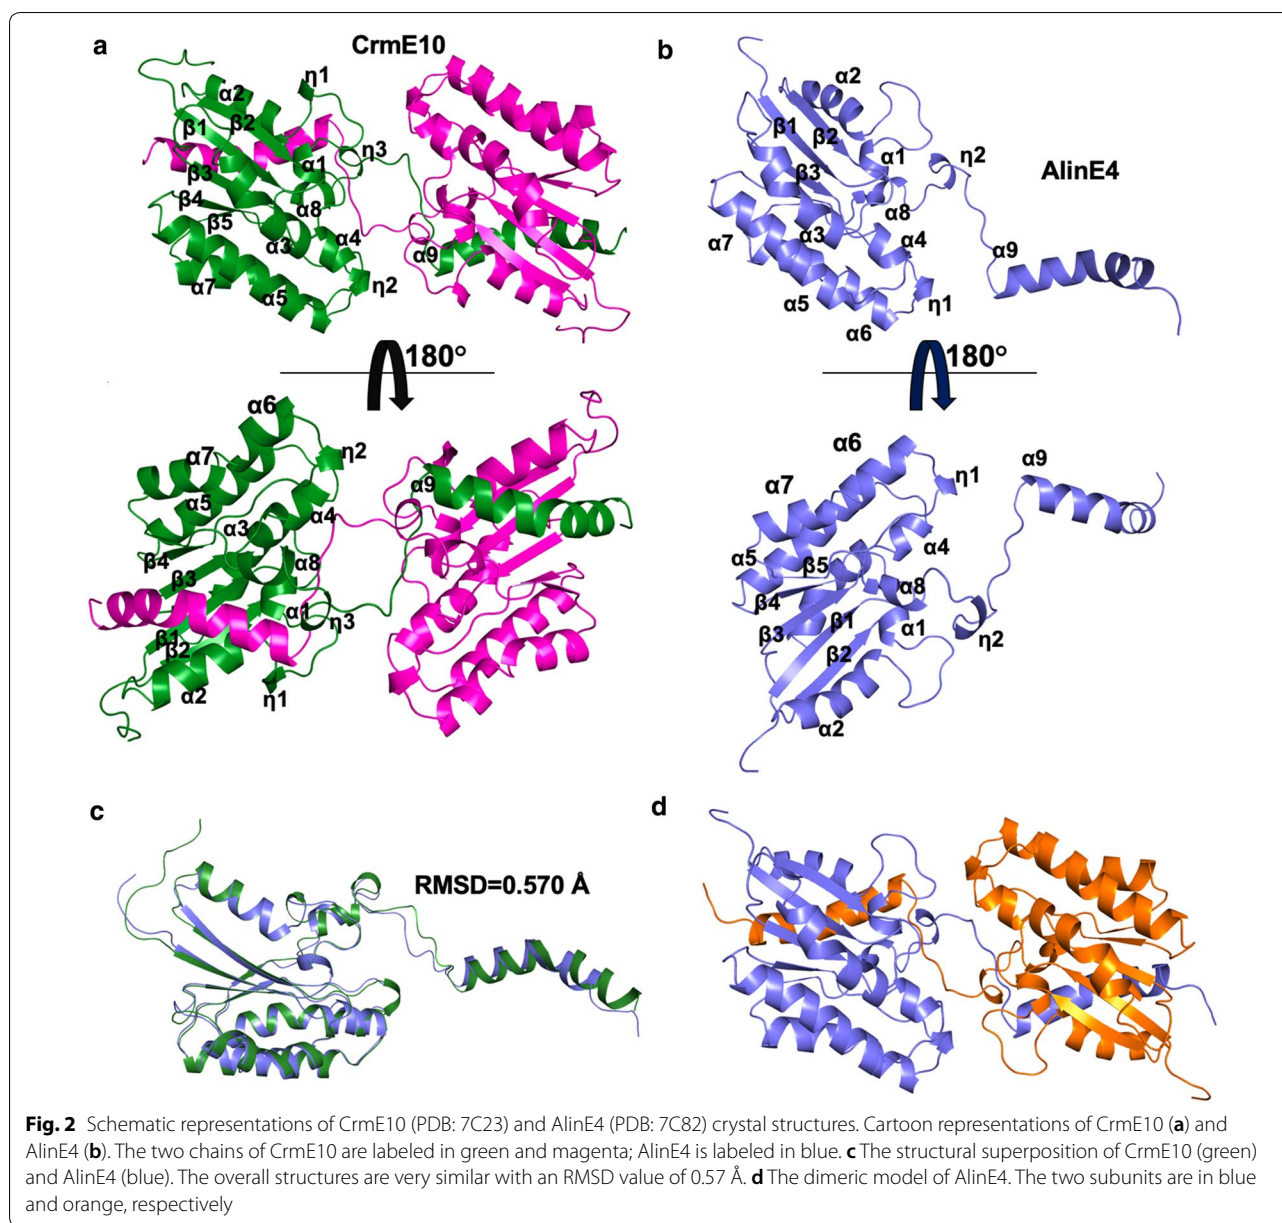 a
CrmE10
η1
α2
β1
β2
η3
α1
β3
β4
α8
β5
α3
α4
α9
α7
α5
η2
180°
α6
η2
α7
α9
α5
α3
α4
β4
α8
β3
α1
η3
β1
β2
α2
η1
b
α2
β1
β2
α1
η2
AlinE4
β3
α8
α7
α3
α4
α9
α5
η1
α6
180°
α6
α9
α7
η1
α4
α5
β5
α8
β4
β1
α1
β3
η2
β2
α2
c
RMSD=0.570 Å
d
Fig. 2 Schematic representations of CrmE10 (PDB: 7C23) and AlinE4 (PDB: 7C82) crystal structures. Cartoon representations of CrmE10 (a) and
AlinE4 (b). The two chains of CrmE10 are labeled in green and magenta; AlinE4 is labeled in blue. c The structural superposition of CrmE10 (green)
and AlinE4 (blue). The overall structures are very similar with an RMSD value of 0.57 Å. d The dimeric model of AlinE4. The two subunits are in blue
and orange, respectively